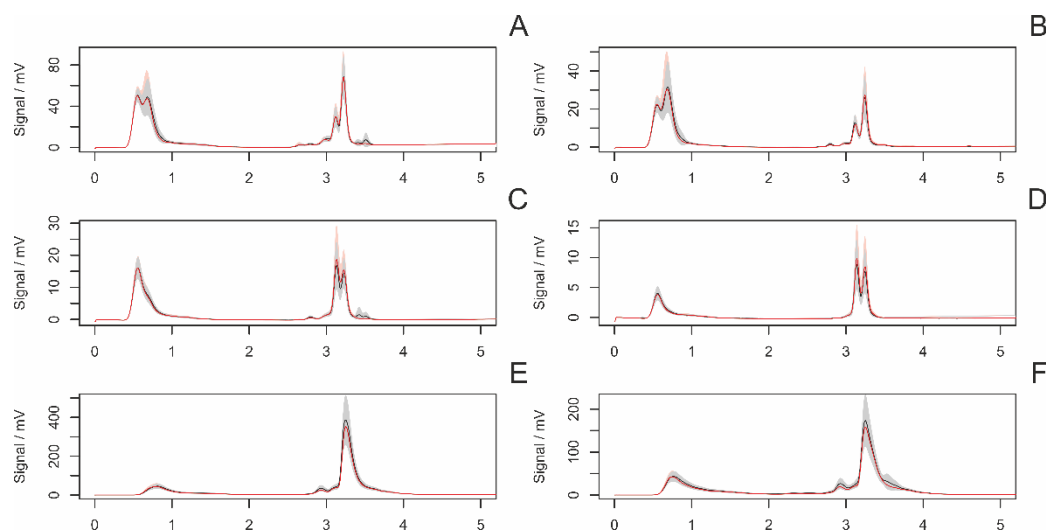 A B
Signal / mV 0 40 80 0 1 2 3 4 5
Signal / mV 0 20 40 0 1 2 3 4 5
C D
Signal / mV 0 10 20 30 0 1 2 3 4 5
Signal / mV 0 5 10 15 0 1 2 3 4 5
E F
Signal / mV 0 200 400 0 1 2 3 4 5
Signal / mV 0 100 200 0 1 2 3 4 5